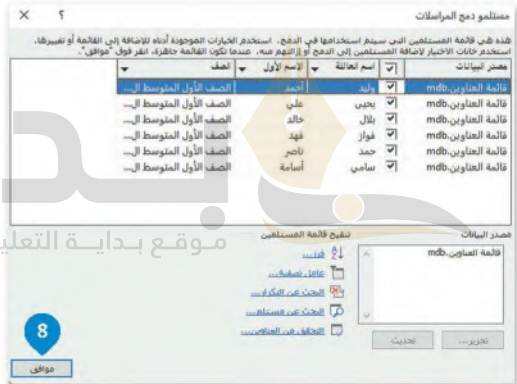 مستلمو دمج المراسلات
؟ ×
هذه هي قائمة المستلمين التي سيتم استخدامها في الدمج. استخدم الخيارات الموجودة أدناه للإضافة إلى القائمة أو تغييرها.
استخدم خانات الاختيار لإضافة المستلمين إلى الدمج أو إزالتهم منه. عندما تكون القائمة جاهزة، انقر فوق "موافق".
مصدر البيانات اسم العائلة الاسم الأول الصف
قائمة العناوين.mdb وليد أحمد الصف الأول المتوسط ال...
قائمة العناوين.mdb يحيى علي الصف الأول المتوسط ال...
قائمة العناوين.mdb بلال خالد الصف الأول المتوسط ال...
قائمة العناوين.mdb فواز فهد الصف الأول المتوسط ال...
قائمة العناوين.mdb حمد ناصر الصف الأول المتوسط ال...
قائمة العناوين.mdb سامي أسامة الصف الأول المتوسط ال...
موقع بداية التعلي
مصدر البيانات
قائمة العناوين.mdb
تحرير... تحديث
تنقيح قائمة المستلمين
فرز...
عامل تصفية...
البحث عن التكرار...
البحث عن مستلم...
التحقق من العناوين...
8
موافق